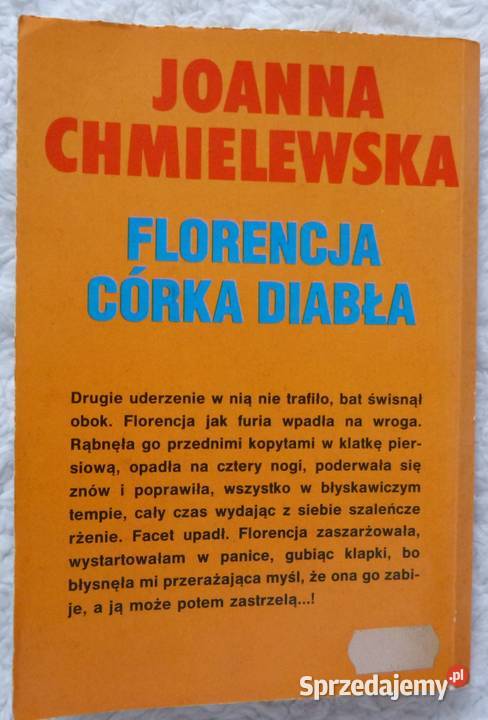 JOANNA
CHMIELEWSKA
FLORENCJA
CÓRKA DIABŁA
Drugie uderzenie w nią nie trafiło, bat świsnął
obok. Florencja jak furia wpadła na wroga.
Rąbnęła go przednimi kopytami w klatkę pier-
siową, opadła na cztery nogi, poderwała się
znów i poprawiła, wszystko w błyskawiczym
tempie, cały czas wydając z siebie szaleńcze
rżenie. Facet upadł. Florencja zaszarżowała,
wystartowałam w panice, gubiąc klapki, bo
błysnęła mi przerażająca myśl, że ona go zabi-
je, a ją może potem zastrzelą...!
Sprzedajemy.pl